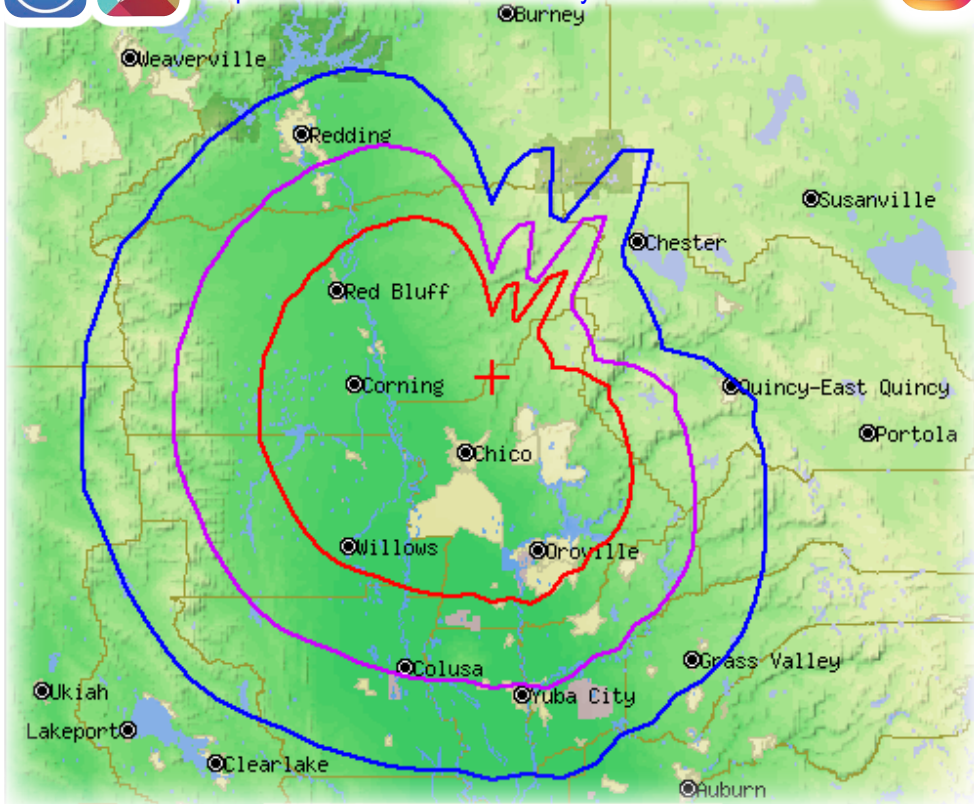 Burney
Weaverville
Redding
Susanville
Chester
Red Bluff
Corning
Quincy-East Quincy
Portola
Chico
Willows
Oroville
Grass Valley
Colusa
Ukiah
Yuba City
Lakeport
Clearlake
Auburn